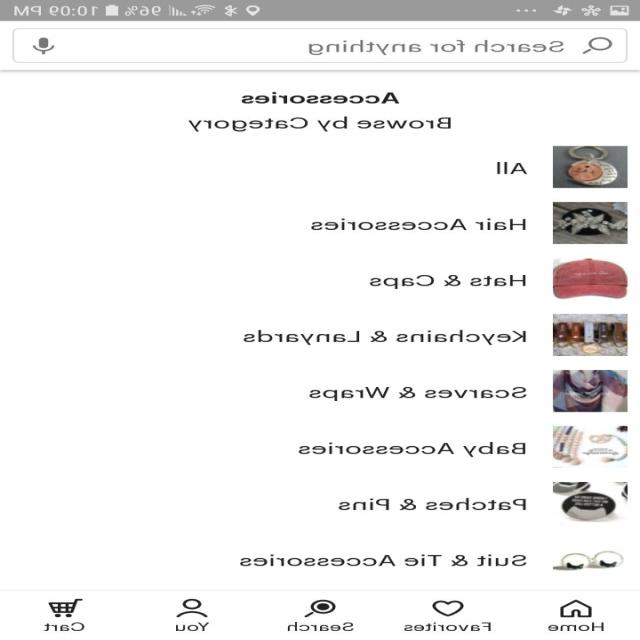 96% 10:09 PM
Search for anything
Accessories
Browse by Category
All
Hair Accessories
Hats & Caps
Keychains & Lanyards
Scarves & Wraps
Baby Accessories
Patches & Pins
Suit & Tie Accessories
Home Favorites Search You Cart